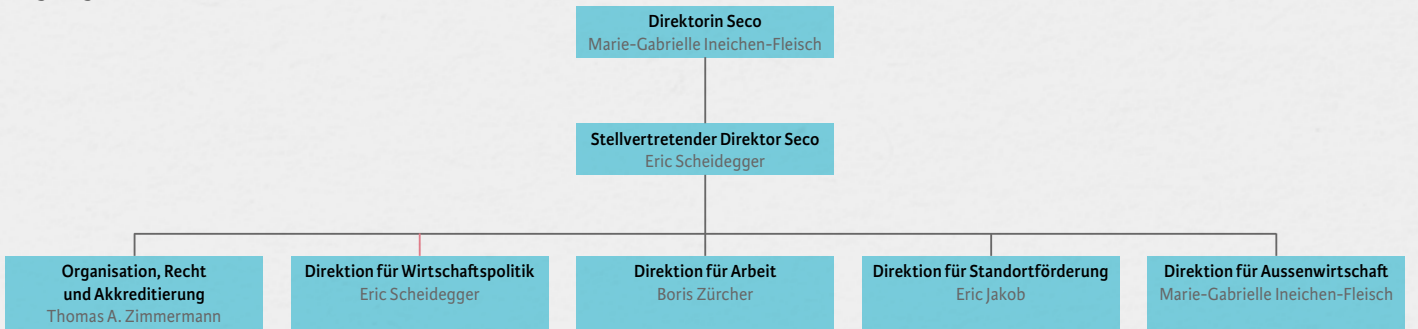 Direktorin Seco
Marie-Gabrielle Ineichen-Fleisch
Stellvertretender Direktor Seco
Eric Scheidegger
Organisation, Recht
und Akkreditierung
Thomas A. Zimmermann
Direktion für Wirtschaftspolitik
Eric Scheidegger
Direktion für Arbeit
Boris Zürcher
Direktion für Standortförderung
Eric Jakob
Direktion für Aussenwirtschaft
Marie-Gabrielle Ineichen-Fleisch